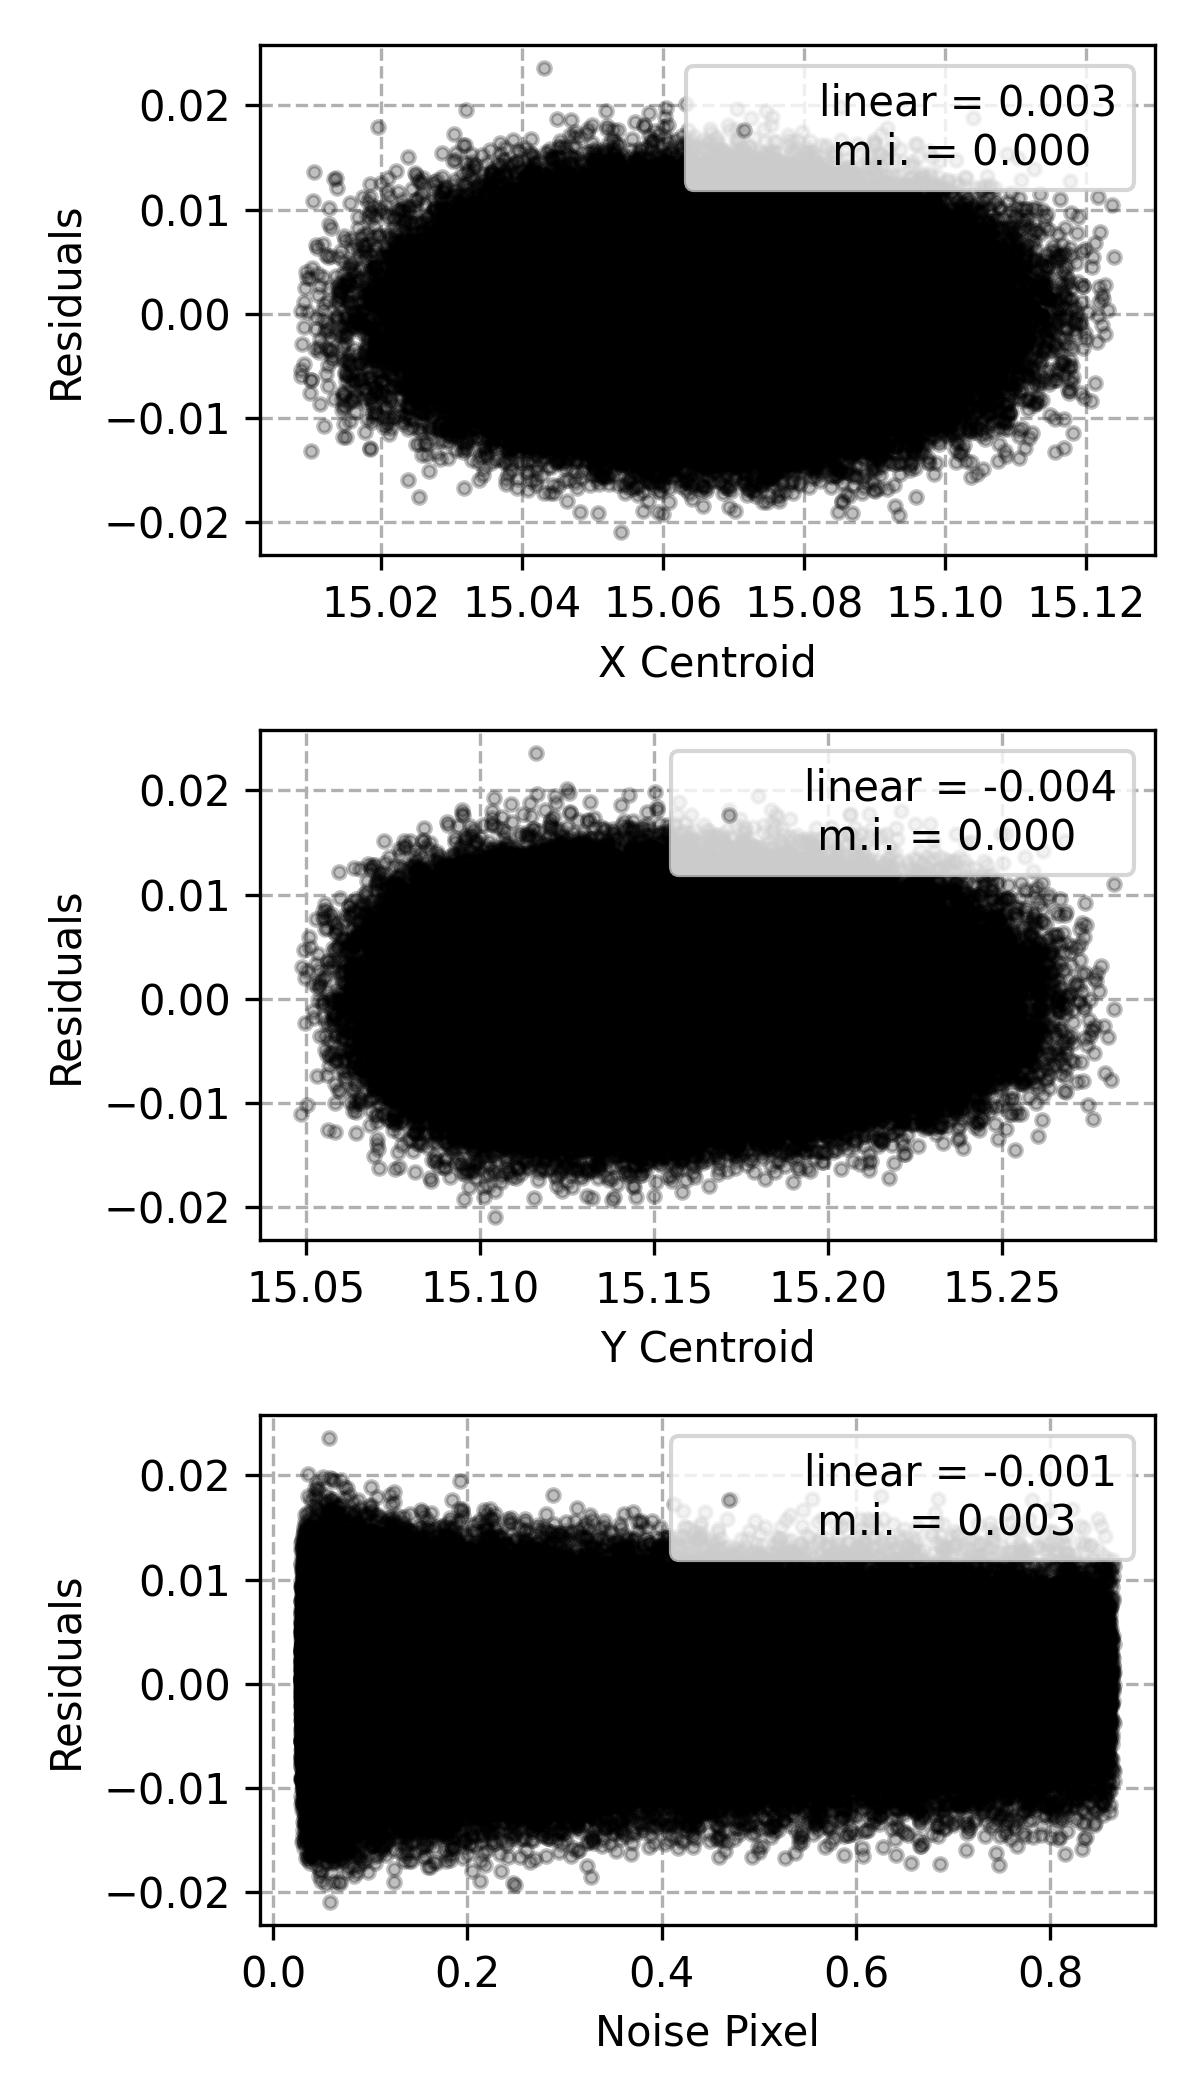 linear = 0.003
m.i. = 0.000
0.02
0.01
0.00
−0.01
−0.02
Residuals
15.02 15.04 15.06 15.08 15.10 15.12
X Centroid
linear = -0.004
m.i. = 0.000
0.02
0.01
0.00
−0.01
−0.02
Residuals
15.05 15.10 15.15 15.20 15.25
Y Centroid
linear = -0.001
m.i. = 0.003
0.02
0.01
0.00
−0.01
−0.02
Residuals
0.0 0.2 0.4 0.6 0.8
Noise Pixel